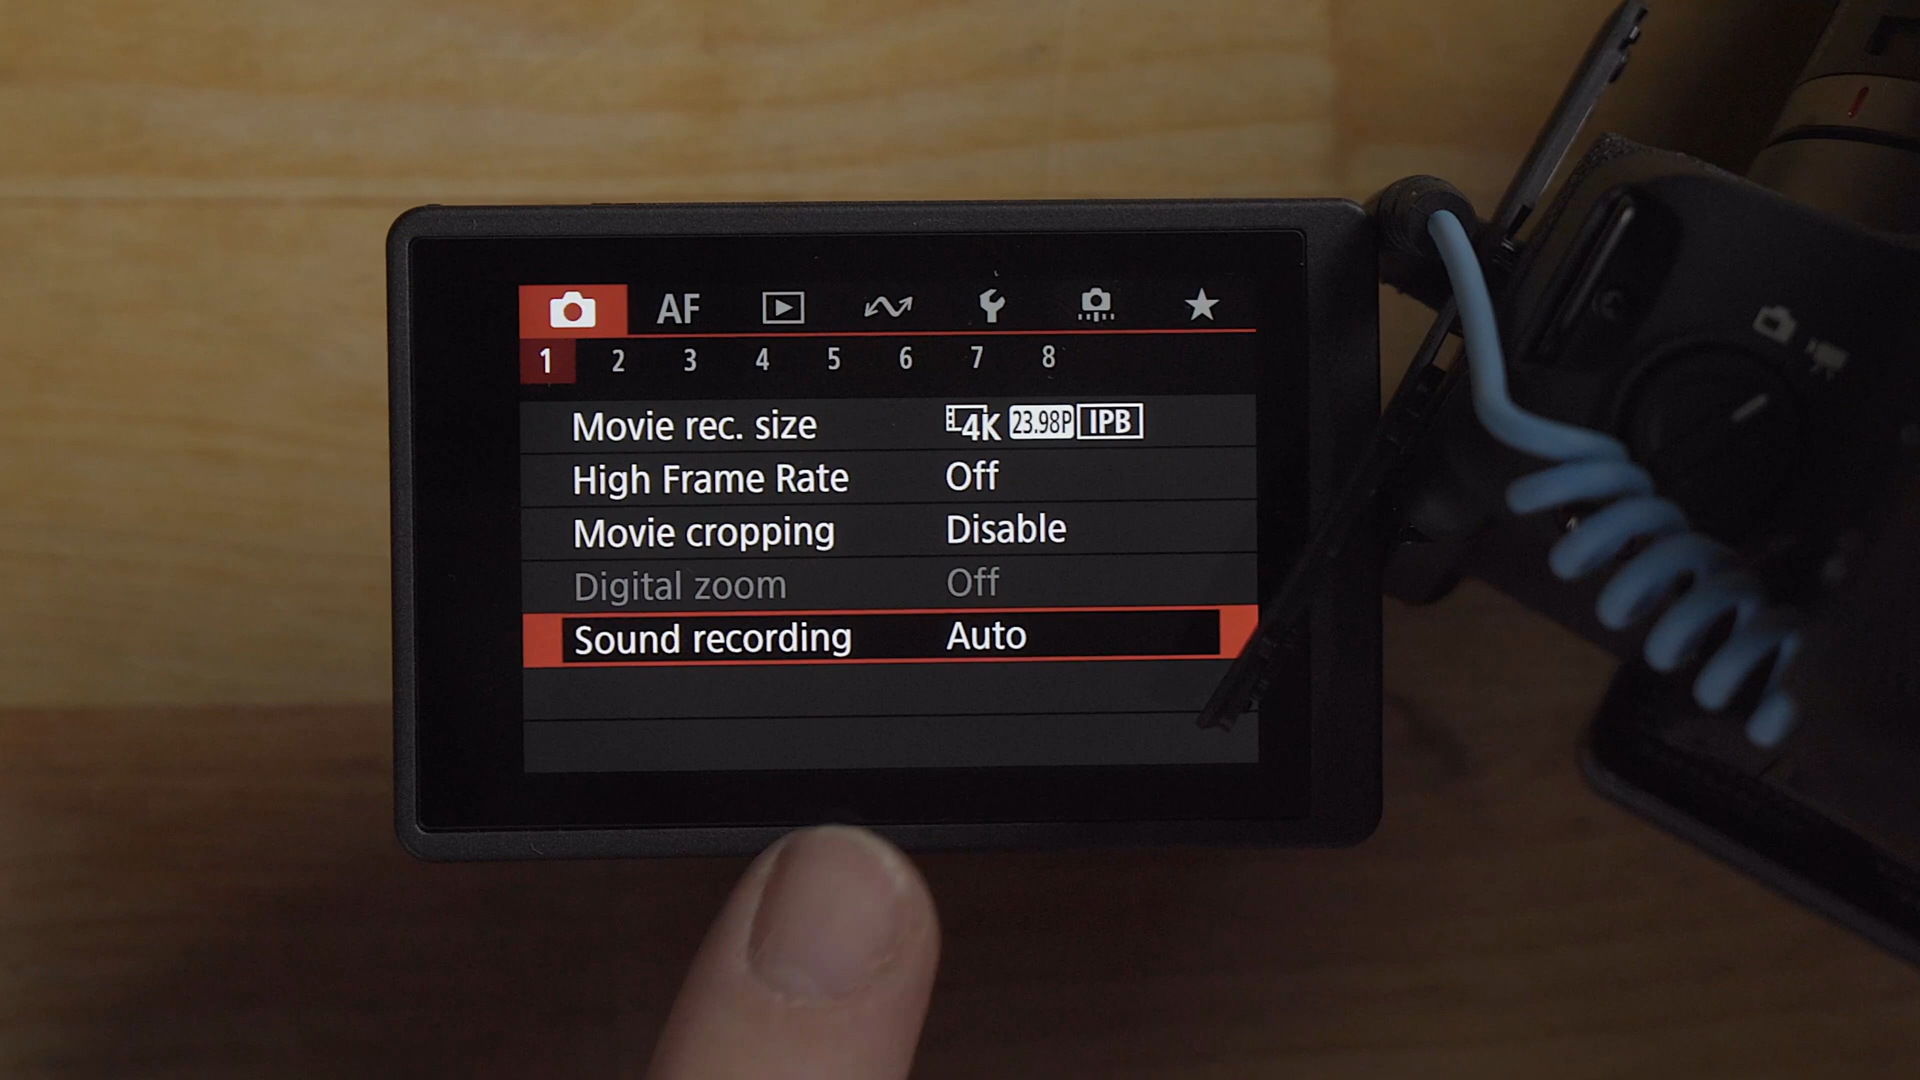 AF
1 2 3 4 5 6 7 8
Movie rec. size 4K 23.98P IPB
High Frame Rate Off
Movie cropping Disable
Digital zoom Off
Sound recording Auto